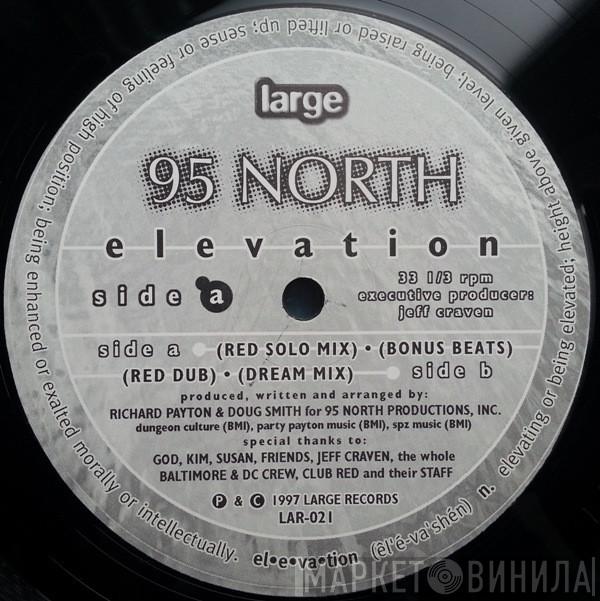 large
95 NORTH
elevation
side a
33 1/3 rpm
executive producer:
jeff craven
side a (RED SOLO MIX) • (BONUS BEATS)
(RED DUB) • (DREAM MIX) side b
produced, written and arranged by:
RICHARD PAYTON & DOUG SMITH for 95 NORTH PRODUCTIONS, INC.
dungeon culture (BMI), party payton music (BMI), spz music (BMI)
special thanks to:
GOD, KIM, SUSAN, FRIENDS, JEFF CRAVEN, the whole
BALTIMORE & DC CREW, CLUB RED and their STAFF
Ⓟ & © 1997 LARGE RECORDS
LAR-021
el•e•va•tion (êl'é-va'shén) n. elevating or being elevated; height above given level; being raised or lifted up; sense or feeling of high position; being enhanced or exalted morally or intellectually.
МАРКЕТ ВИНИЛА